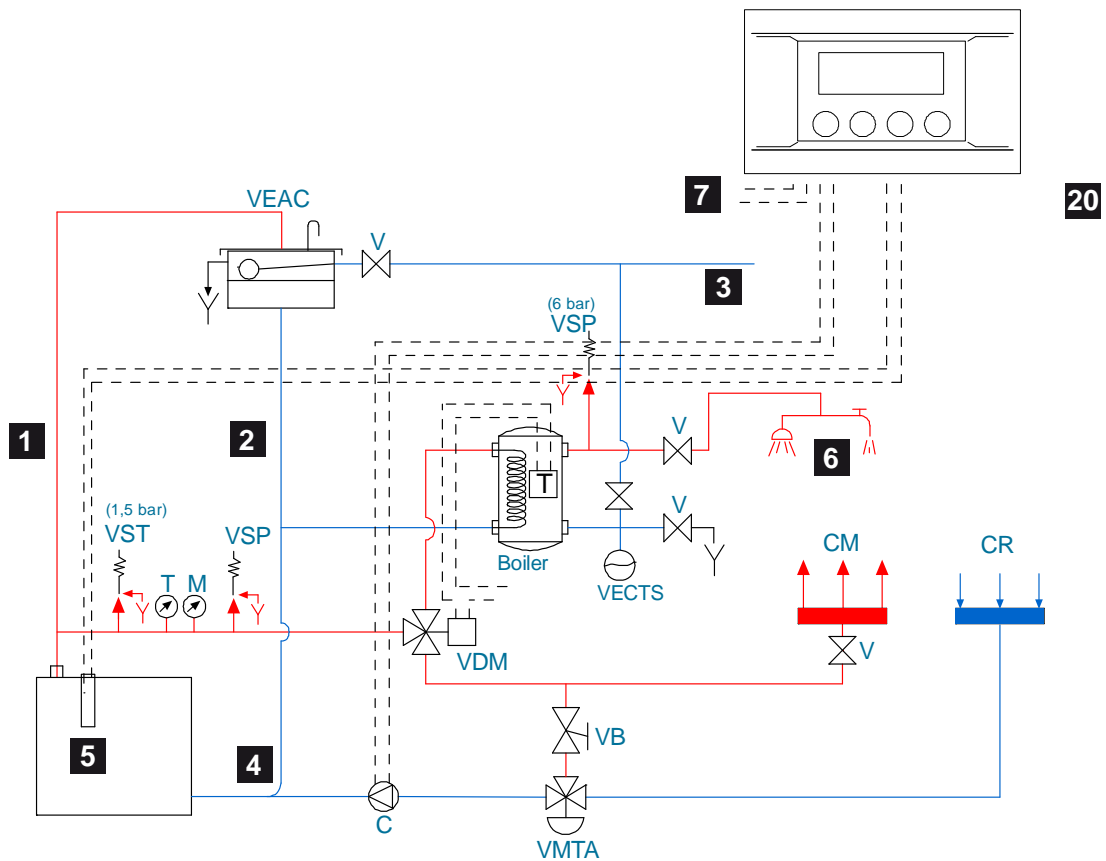 7
20
VEAC
V
3
(6 bar)
VSP
1
2
V
6
T
(1,5 bar)
VST
VSP
V
Boiler
VECTS
CM
CR
T M
VDM
V
5
VB
4
C
VMTA